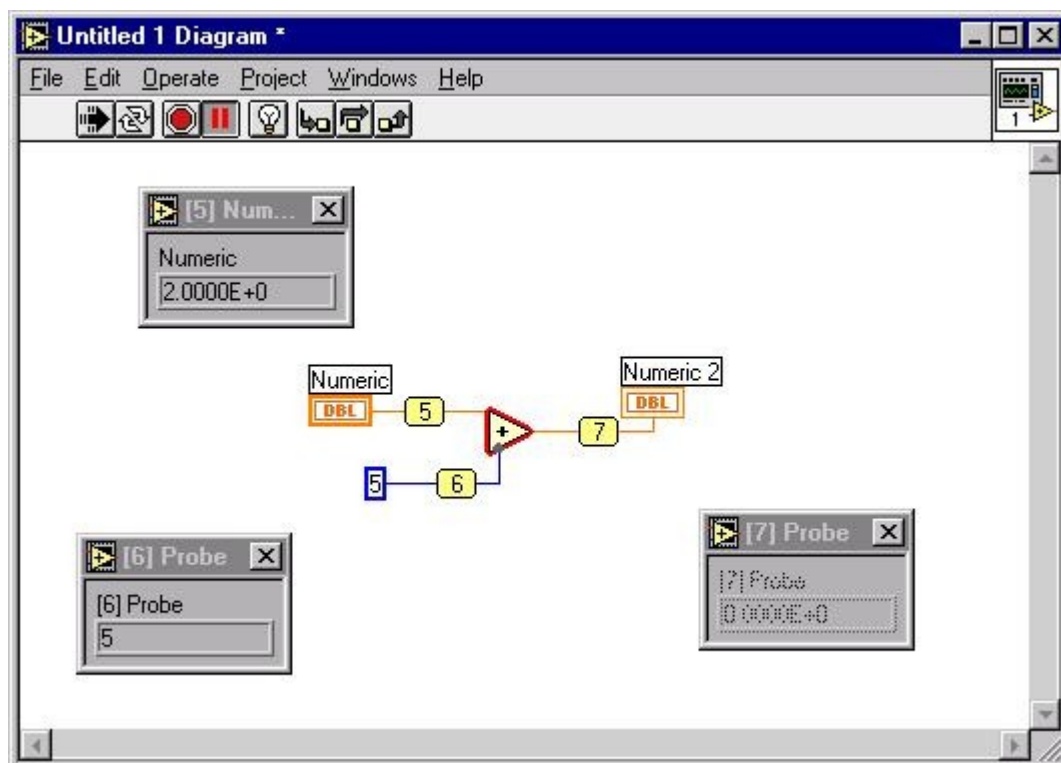 Untitled 1 Diagram *
File Edit Operate Project Windows Help
1
[5] Num...
Numeric
2.0000E+0
Numeric
DBL
5
Numeric 2
DBL
+
7
5
6
[6] Probe
[6] Probe
5
[7] Probe
[7] Probe
0.0000E+0